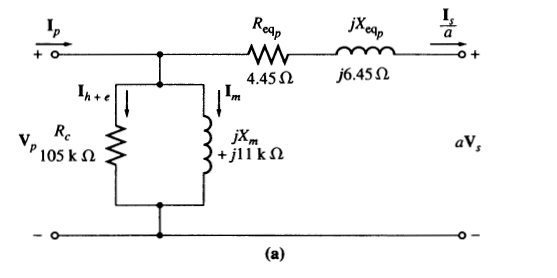 I_p
R_eq_p
jX_eq_p
I_s/a
+
+
4.45 Ω
j6.45 Ω
I_h + e
I_m
V_p
R_c
105 k Ω
jX_m
+ j11 k Ω
aV_s
–
–
(a)